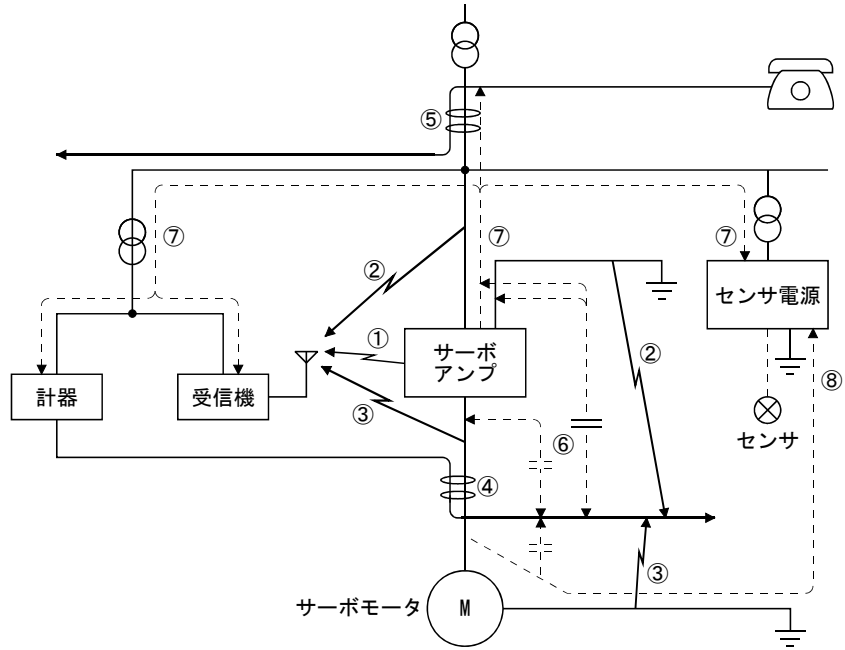 ⑤
⑦
⑦
⑦
②
センサ電源
①
サーボ
アンプ
②
⑧
計器
受信機
③
⑥
センサ
④
③
サーボモータ
M